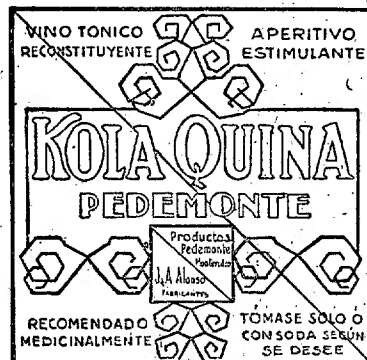 VINO TONICO
RECONSTITUYENTE
APERITIVO
ESTIMULANTE
KOLA QUINA
PEDEMONTE
Productos
Pedemonte
J. A. Alonso
FABRICANTES
RECOMENDADO
MEDICINALMENTE
TÓMASE SOLO Ó
CON SODA SEGÚN
SE DESEE